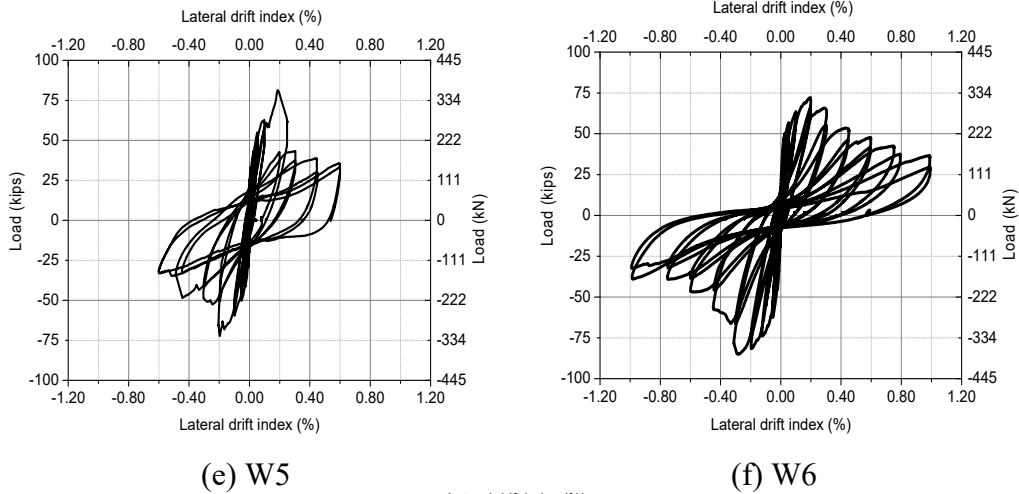 Lateral drift index (%)
-1.20 -0.80 -0.40 0.00 0.40 0.80 1.20
100 445
75 334
50 222
25 111
0 0
-25 -111
-50 -222
-75 -334
-100 -445
Load (kips)
Load (kN)
-1.20 -0.80 -0.40 0.00 0.40 0.80 1.20
Lateral drift index (%)
(e) W5
Lateral drift index (%)
-1.20 -0.80 -0.40 0.00 0.40 0.80 1.20
100 445
75 334
50 222
25 111
0 0
-25 -111
-50 -222
-75 -334
-100 -445
Load (kips)
Load (kN)
-1.20 -0.80 -0.40 0.00 0.40 0.80 1.20
Lateral drift index (%)
(f) W6